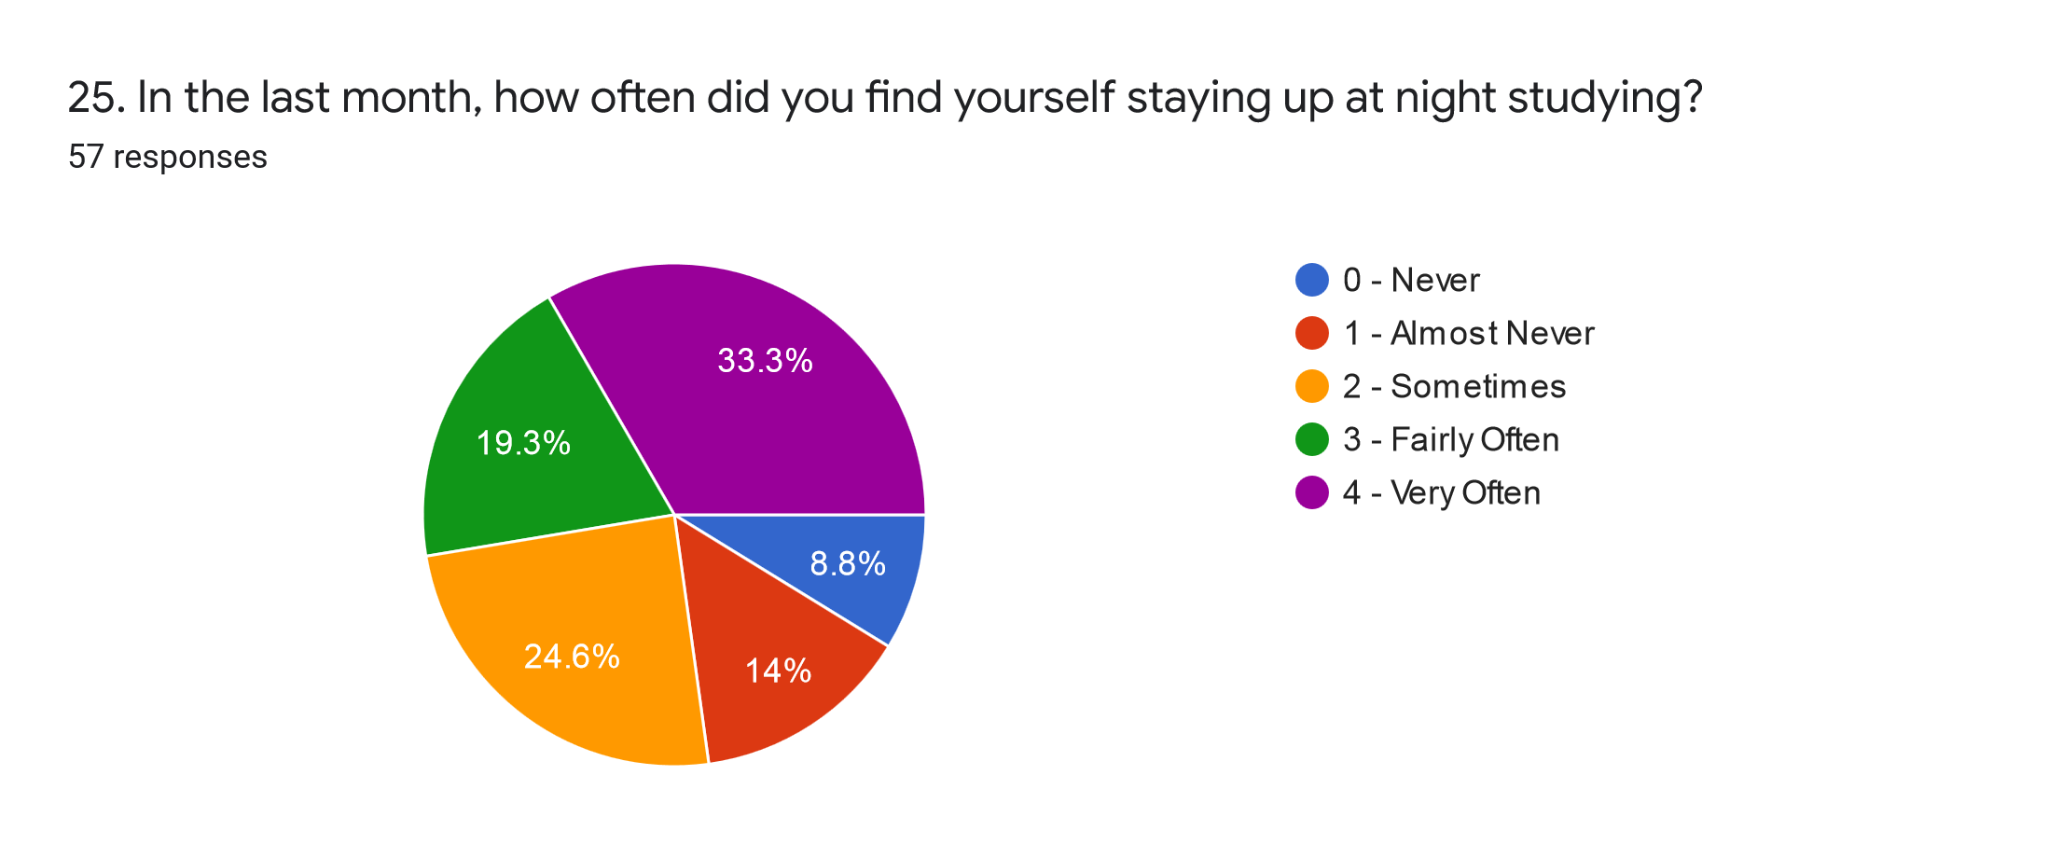 25. In the last month, how often did you find yourself staying up at night studying?
57 responses
33.3%
19.3%
8.8%
24.6%
14%
0 - Never
1 - Almost Never
2 - Sometimes
3 - Fairly Often
4 - Very Often